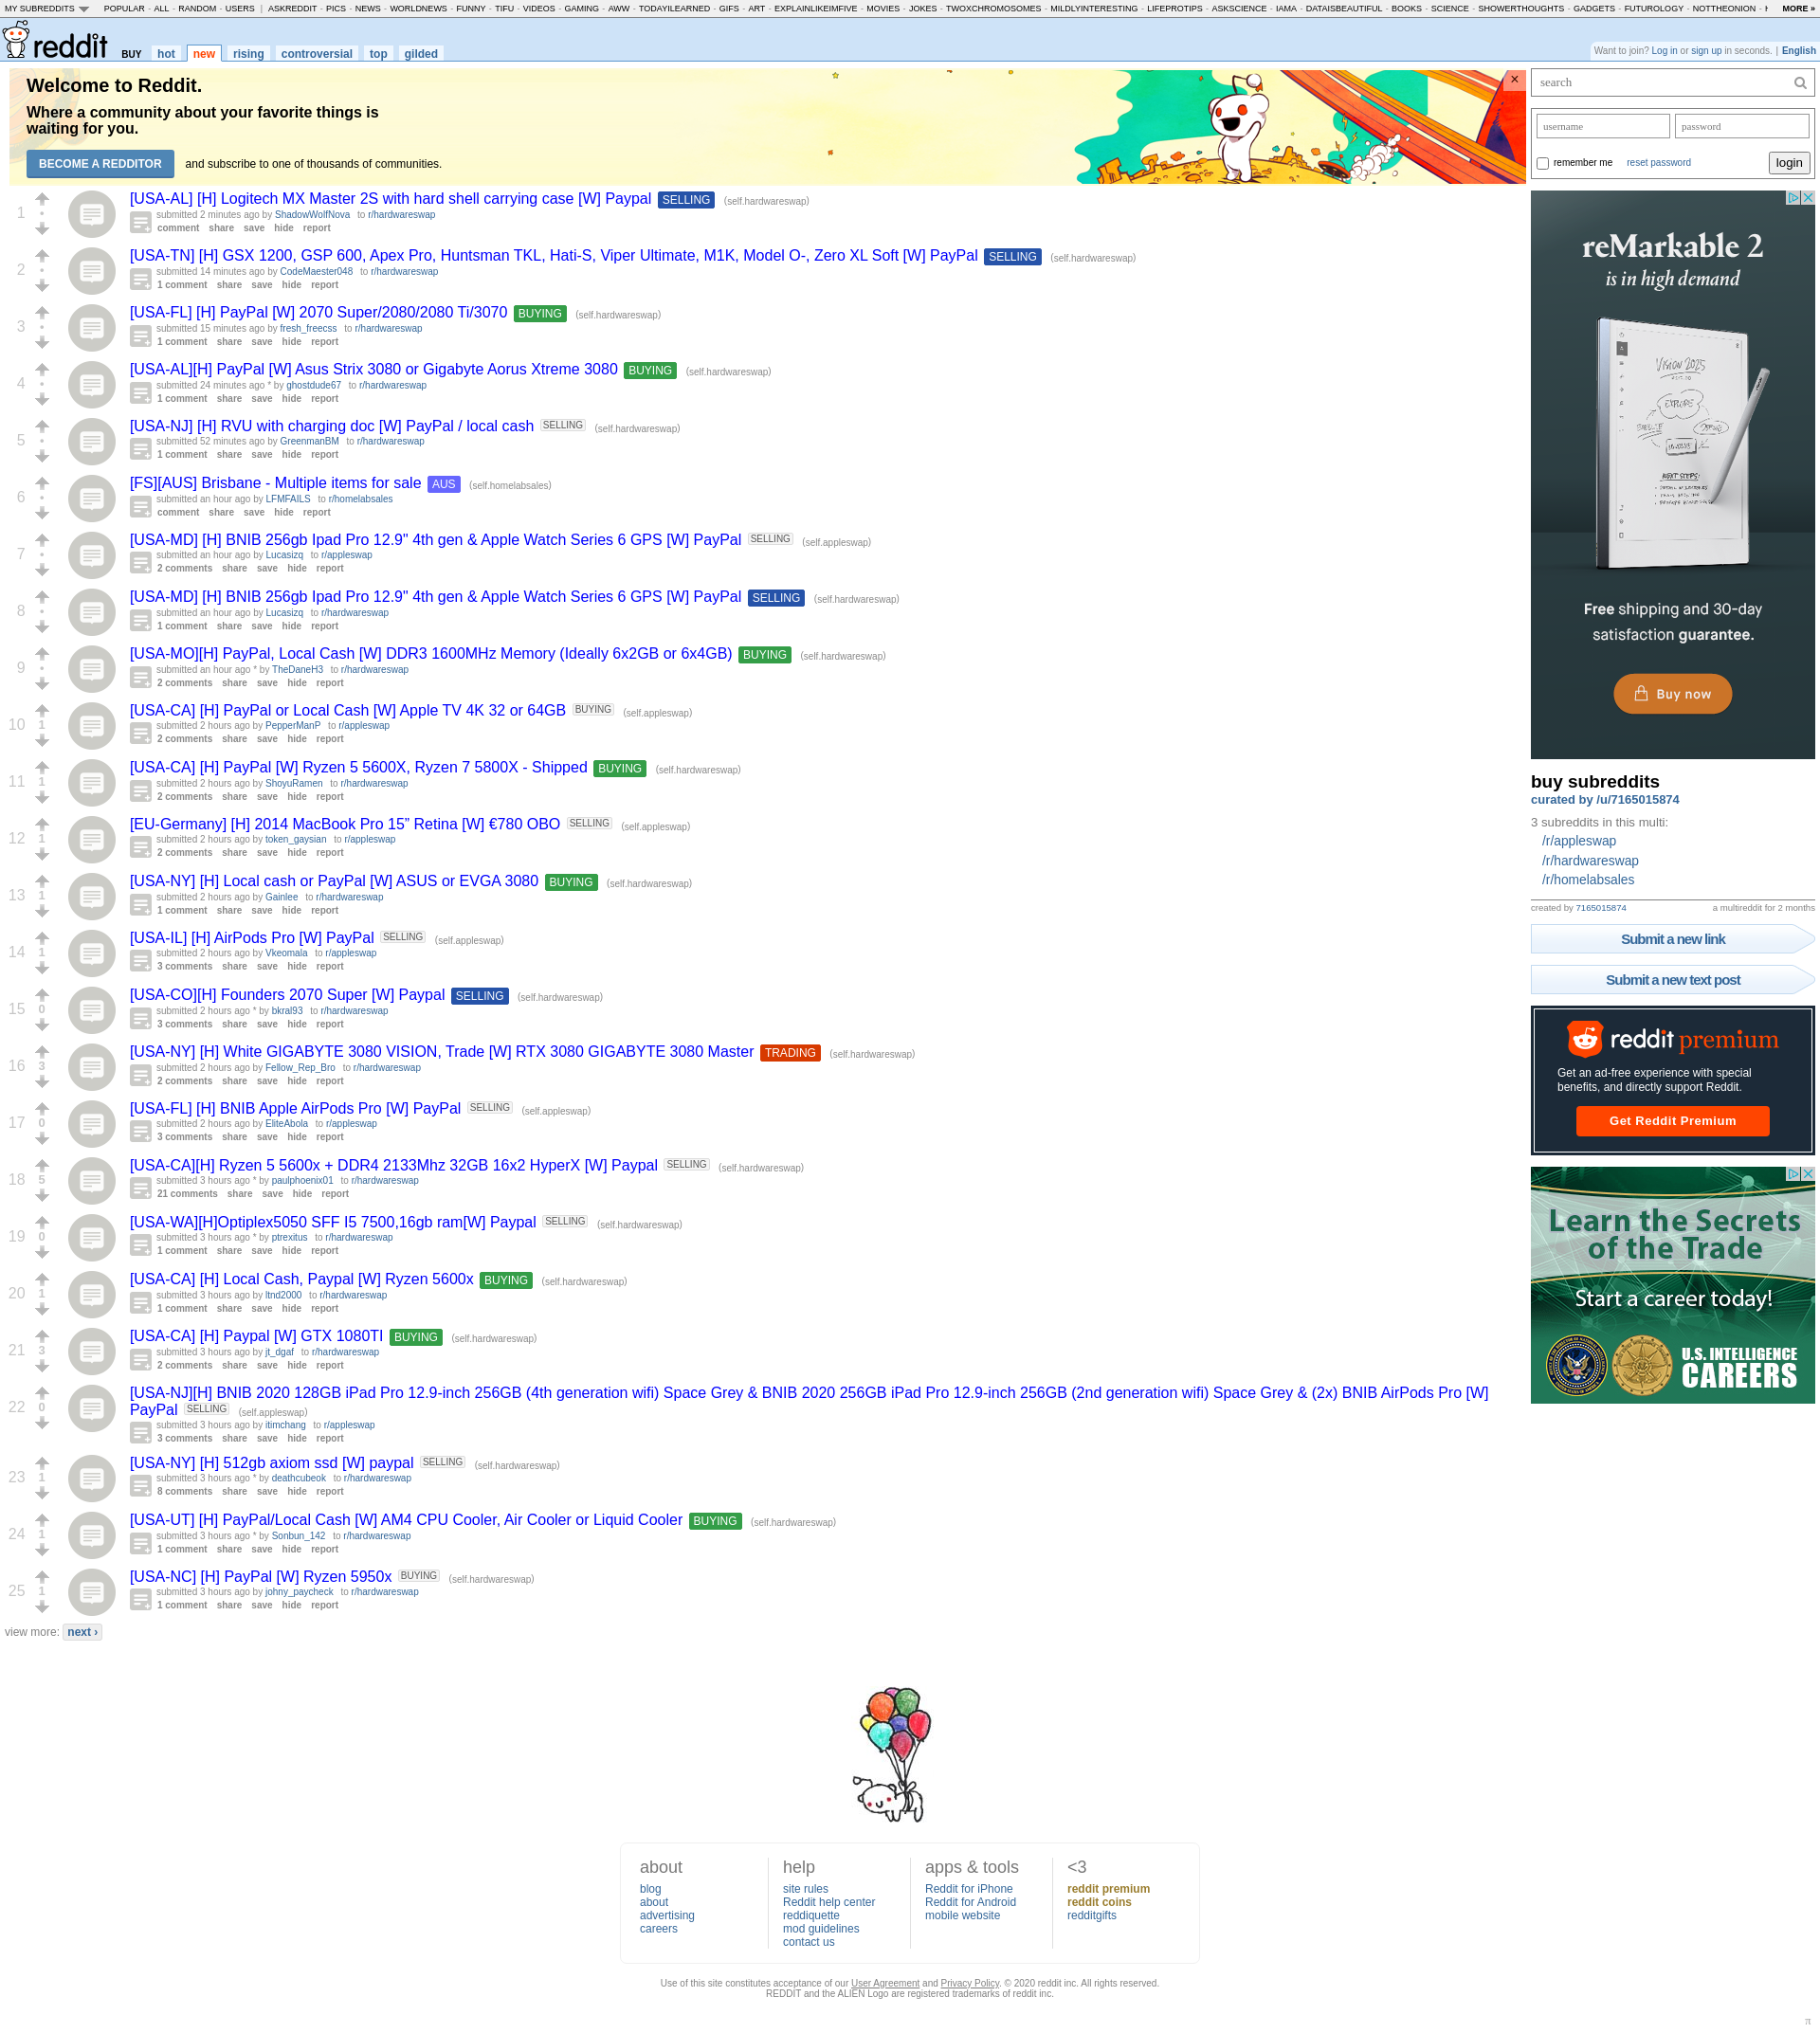 MY SUBREDDITS POPULAR - ALL - RANDOM - USERS | ASKREDDIT - PICS - NEWS - WORLDNEWS - FUNNY - TIFU - VIDEOS - GAMING - AWW - TODAYILEARNED - GIFS - ART - EXPLAINLIKEIMFIVE - MOVIES - JOKES - TWOXCHROMOSOMES - MILDLYINTERESTING - LIFEPROTIPS - ASKSCIENCE - IAMA - DATAISBEAUTIFUL - BOOKS - SCIENCE - SHOWERTHOUGHTS - GADGETS - FUTUROLOGY - NOTTHEONION - MORE »
reddit BUY hot new rising controversial top gilded
Want to join? Log in or sign up in seconds. | English
Welcome to Reddit.
Where a community about your favorite things is
waiting for you.
BECOME A REDDITOR and subscribe to one of thousands of communities.
×
1
[USA-AL] [H] Logitech MX Master 2S with hard shell carrying case [W] Paypal SELLING (self.hardwareswap)
submitted 2 minutes ago by ShadowWolfNova to r/hardwareswap
comment share save hide report
2
[USA-TN] [H] GSX 1200, GSP 600, Apex Pro, Huntsman TKL, Hati-S, Viper Ultimate, M1K, Model O-, Zero XL Soft [W] PayPal SELLING (self.hardwareswap)
submitted 14 minutes ago by CodeMaester048 to r/hardwareswap
1 comment share save hide report
3
[USA-FL] [H] PayPal [W] 2070 Super/2080/2080 Ti/3070 BUYING (self.hardwareswap)
submitted 15 minutes ago by fresh_freecss to r/hardwareswap
1 comment share save hide report
4
[USA-AL][H] PayPal [W] Asus Strix 3080 or Gigabyte Aorus Xtreme 3080 BUYING (self.hardwareswap)
submitted 24 minutes ago * by ghostdude67 to r/hardwareswap
1 comment share save hide report
5
[USA-NJ] [H] RVU with charging doc [W] PayPal / local cash SELLING (self.hardwareswap)
submitted 52 minutes ago by GreenmanBM to r/hardwareswap
1 comment share save hide report
6
[FS][AUS] Brisbane - Multiple items for sale AUS (self.homelabsales)
submitted an hour ago by LFMFAILS to r/homelabsales
comment share save hide report
7
[USA-MD] [H] BNIB 256gb Ipad Pro 12.9" 4th gen & Apple Watch Series 6 GPS [W] PayPal SELLING (self.appleswap)
submitted an hour ago by Lucasizq to r/appleswap
2 comments share save hide report
8
[USA-MD] [H] BNIB 256gb Ipad Pro 12.9" 4th gen & Apple Watch Series 6 GPS [W] PayPal SELLING (self.hardwareswap)
submitted an hour ago by Lucasizq to r/hardwareswap
1 comment share save hide report
9
[USA-MO][H] PayPal, Local Cash [W] DDR3 1600MHz Memory (Ideally 6x2GB or 6x4GB) BUYING (self.hardwareswap)
submitted an hour ago * by TheDaneH3 to r/hardwareswap
2 comments share save hide report
10 1
[USA-CA] [H] PayPal or Local Cash [W] Apple TV 4K 32 or 64GB BUYING (self.appleswap)
submitted 2 hours ago by PepperManP to r/appleswap
2 comments share save hide report
11 1
[USA-CA] [H] PayPal [W] Ryzen 5 5600X, Ryzen 7 5800X - Shipped BUYING (self.hardwareswap)
submitted 2 hours ago by ShoyuRamen to r/hardwareswap
2 comments share save hide report
12 1
[EU-Germany] [H] 2014 MacBook Pro 15” Retina [W] €780 OBO SELLING (self.appleswap)
submitted 2 hours ago by token_gaysian to r/appleswap
2 comments share save hide report
13 1
[USA-NY] [H] Local cash or PayPal [W] ASUS or EVGA 3080 BUYING (self.hardwareswap)
submitted 2 hours ago by Gainlee to r/hardwareswap
1 comment share save hide report
14 1
[USA-IL] [H] AirPods Pro [W] PayPal SELLING (self.appleswap)
submitted 2 hours ago by Vkeomala to r/appleswap
3 comments share save hide report
15 0
[USA-CO][H] Founders 2070 Super [W] Paypal SELLING (self.hardwareswap)
submitted 2 hours ago * by bkral93 to r/hardwareswap
3 comments share save hide report
16 3
[USA-NY] [H] White GIGABYTE 3080 VISION, Trade [W] RTX 3080 GIGABYTE 3080 Master TRADING (self.hardwareswap)
submitted 2 hours ago by Fellow_Rep_Bro to r/hardwareswap
2 comments share save hide report
17 0
[USA-FL] [H] BNIB Apple AirPods Pro [W] PayPal SELLING (self.appleswap)
submitted 2 hours ago by EliteAbola to r/appleswap
3 comments share save hide report
18 5
[USA-CA][H] Ryzen 5 5600x + DDR4 2133Mhz 32GB 16x2 HyperX [W] Paypal SELLING (self.hardwareswap)
submitted 3 hours ago * by paulphoenix01 to r/hardwareswap
21 comments share save hide report
19 0
[USA-WA][H]Optiplex5050 SFF I5 7500,16gb ram[W] Paypal SELLING (self.hardwareswap)
submitted 3 hours ago * by ptrexitus to r/hardwareswap
1 comment share save hide report
20 1
[USA-CA] [H] Local Cash, Paypal [W] Ryzen 5600x BUYING (self.hardwareswap)
submitted 3 hours ago by ltnd2000 to r/hardwareswap
1 comment share save hide report
21 3
[USA-CA] [H] Paypal [W] GTX 1080TI BUYING (self.hardwareswap)
submitted 3 hours ago by jt_dgaf to r/hardwareswap
2 comments share save hide report
22 0
[USA-NJ][H] BNIB 2020 128GB iPad Pro 12.9-inch 256GB (4th generation wifi) Space Grey & BNIB 2020 256GB iPad Pro 12.9-inch 256GB (2nd generation wifi) Space Grey & (2x) BNIB AirPods Pro [W]
PayPal SELLING (self.appleswap)
submitted 3 hours ago by itimchang to r/appleswap
3 comments share save hide report
23 1
[USA-NY] [H] 512gb axiom ssd [W] paypal SELLING (self.hardwareswap)
submitted 3 hours ago * by deathcubeok to r/hardwareswap
8 comments share save hide report
24 1
[USA-UT] [H] PayPal/Local Cash [W] AM4 CPU Cooler, Air Cooler or Liquid Cooler BUYING (self.hardwareswap)
submitted 3 hours ago * by Sonbun_142 to r/hardwareswap
1 comment share save hide report
25 1
[USA-NC] [H] PayPal [W] Ryzen 5950x BUYING (self.hardwareswap)
submitted 3 hours ago by johny_paycheck to r/hardwareswap
1 comment share save hide report
view more: next ›
search
username password
remember me reset password login
reMarkable 2
is in high demand
Vision 2025
EXPLORE
NEXT STEPS:
Free shipping and 30-day
satisfaction guarantee.
Buy now
buy subreddits
curated by /u/7165015874
3 subreddits in this multi:
/r/appleswap
/r/hardwareswap
/r/homelabsales
created by 7165015874 a multireddit for 2 months
Submit a new link
Submit a new text post
reddit premium
Get an ad-free experience with special
benefits, and directly support Reddit.
Get Reddit Premium
Learn the Secrets
of the Trade
Start a career today!
U.S. INTELLIGENCE
CAREERS
about
blog
about
advertising
careers
help
site rules
Reddit help center
reddiquette
mod guidelines
contact us
apps & tools
Reddit for iPhone
Reddit for Android
mobile website
<3
reddit premium
reddit coins
redditgifts
Use of this site constitutes acceptance of our User Agreement and Privacy Policy. © 2020 reddit inc. All rights reserved.
REDDIT and the ALIEN Logo are registered trademarks of reddit inc.
π